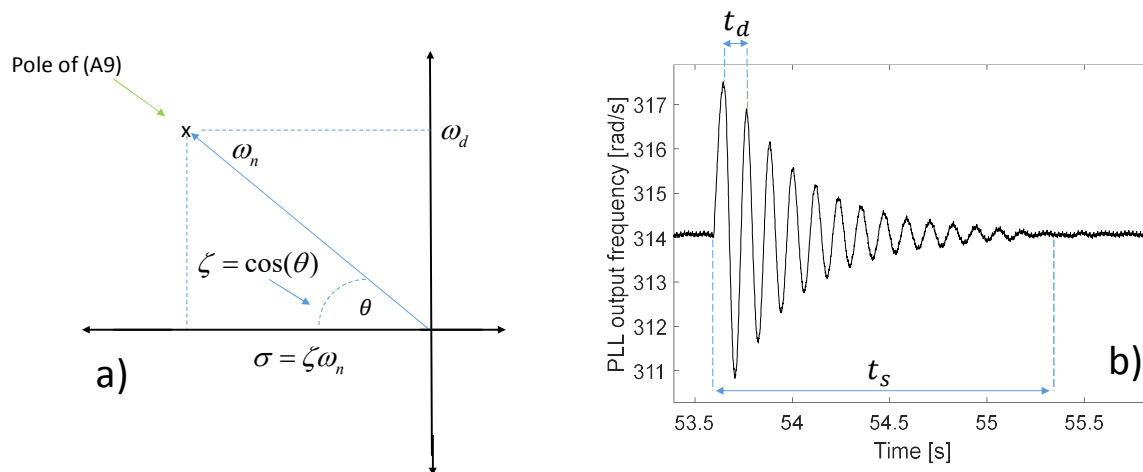 Pole of (A9)
x
ω_d
ω_n
ζ = cos(θ)
θ
σ = ζω_n
a)
t_d
PLL output frequency [rad/s]
317
316
315
314
313
312
311
t_s
b)
53.5 54 54.5 55 55.5
Time [s]